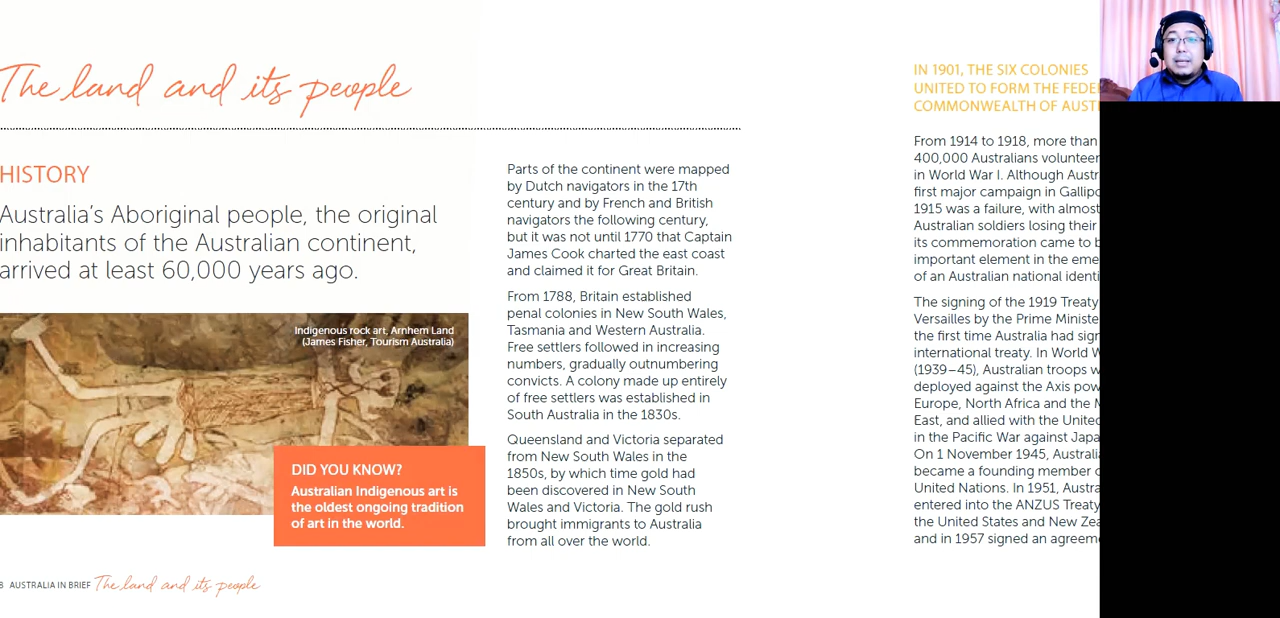 The land and its people
HISTORY
Australia's Aboriginal people, the original
inhabitants of the Australian continent,
arrived at least 60,000 years ago.
Indigenous rock art, Arnhem Land
(James Fisher, Tourism Australia)
DID YOU KNOW?
Australian Indigenous art is
the oldest ongoing tradition
of art in the world.
Parts of the continent were mapped
by Dutch navigators in the 17th
century and by French and British
navigators the following century,
but it was not until 1770 that Captain
James Cook charted the east coast
and claimed it for Great Britain.
From 1788, Britain established
penal colonies in New South Wales,
Tasmania and Western Australia.
Free settlers followed in increasing
numbers, gradually outnumbering
convicts. A colony made up entirely
of free settlers was established in
South Australia in the 1830s.
Queensland and Victoria separated
from New South Wales in the
1850s, by which time gold had
been discovered in New South
Wales and Victoria. The gold rush
brought immigrants to Australia
from all over the world.
IN 1901, THE SIX COLONIES
UNITED TO FORM THE
COMMONWEALTH OF
From 1914 to 1918, more than
400,000 Australians
in World War I. Although
first major campaign in
1915 was a failure, with almost
Australian soldiers losing their
its commemoration came to
important element in the
of an Australian national
The signing of the 1919 Treaty
Versailles by the Prime
the first time Australia had
international treaty. In World
(1939–45), Australian troops
deployed against the Axis
Europe, North Africa and the
East, and allied with the
in the Pacific War against
On 1 November 1945,
became a founding member
United Nations. In 1951,
entered into the ANZUS Treaty
the United States and New
and in 1957 signed an
8 AUSTRALIA IN BRIEF The land and its people